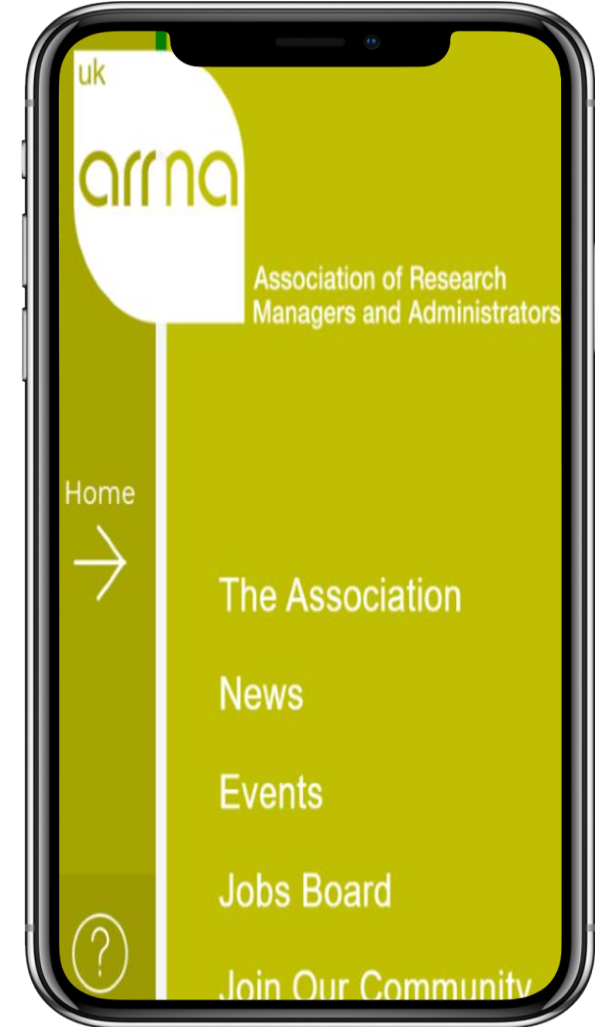 uk
arma
Association of Research
Managers and Administrators
Home
The Association
News
Events
Jobs Board
?
Join Our Community